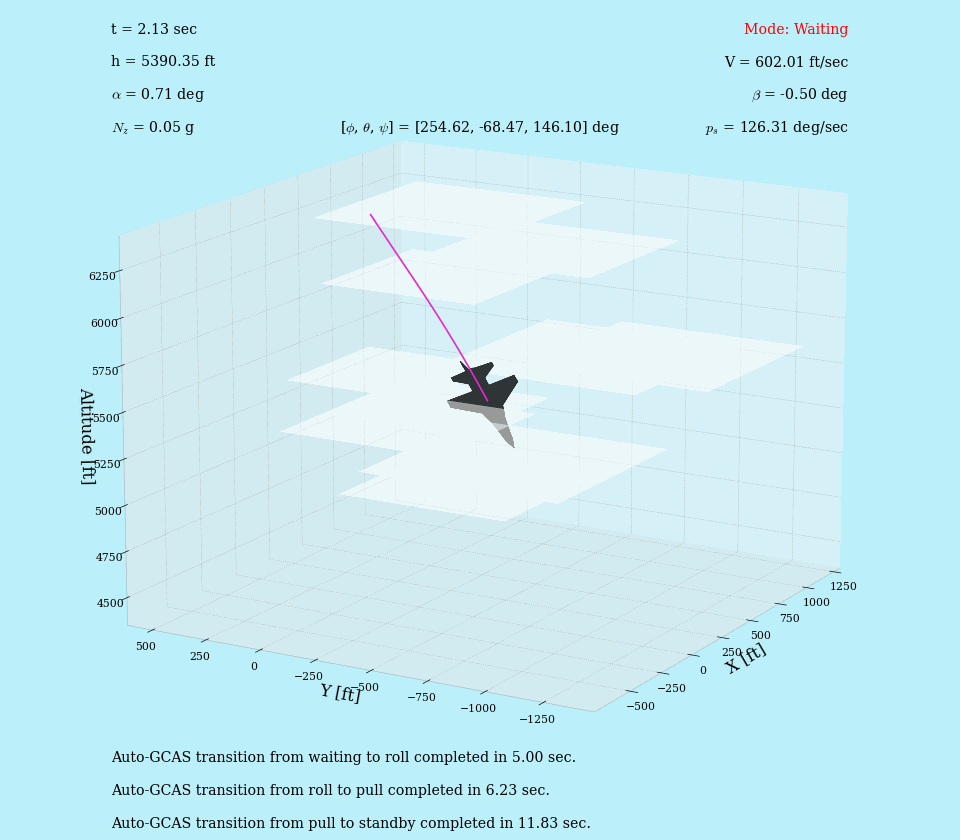 t = 2.13 sec
Mode: Waiting
h = 5390.35 ft
V = 602.01 ft/sec
α = 0.71 deg
β = -0.50 deg
N_z = 0.05 g
[ϕ, θ, ψ] = [254.62, -68.47, 146.10] deg
p_s = 126.31 deg/sec
6250
6000
5750
5500
5250
5000
4750
4500
Altitude [ft]
500
250
0
−250
−500
−750
−1000
−1250
Y [ft]
−500
−250
0
250
500
750
1000
1250
X [ft]
Auto-GCAS transition from waiting to roll completed in 5.00 sec.
Auto-GCAS transition from roll to pull completed in 6.23 sec.
Auto-GCAS transition from pull to standby completed in 11.83 sec.